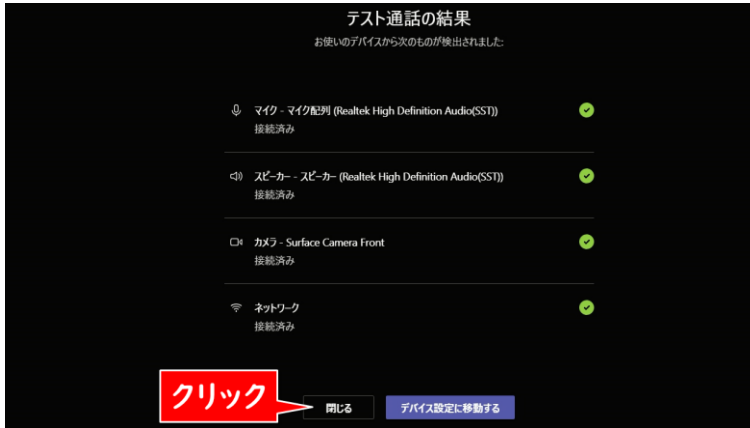 テスト通話の結果
お使いのデバイスから次のものが検出されました:
マイク - マイク配列 (Realtek High Definition Audio(SST))
接続済み
スピーカー - スピーカー (Realtek High Definition Audio(SST))
接続済み
カメラ - Surface Camera Front
接続済み
ネットワーク
接続済み
クリック
閉じる
デバイス設定に移動する